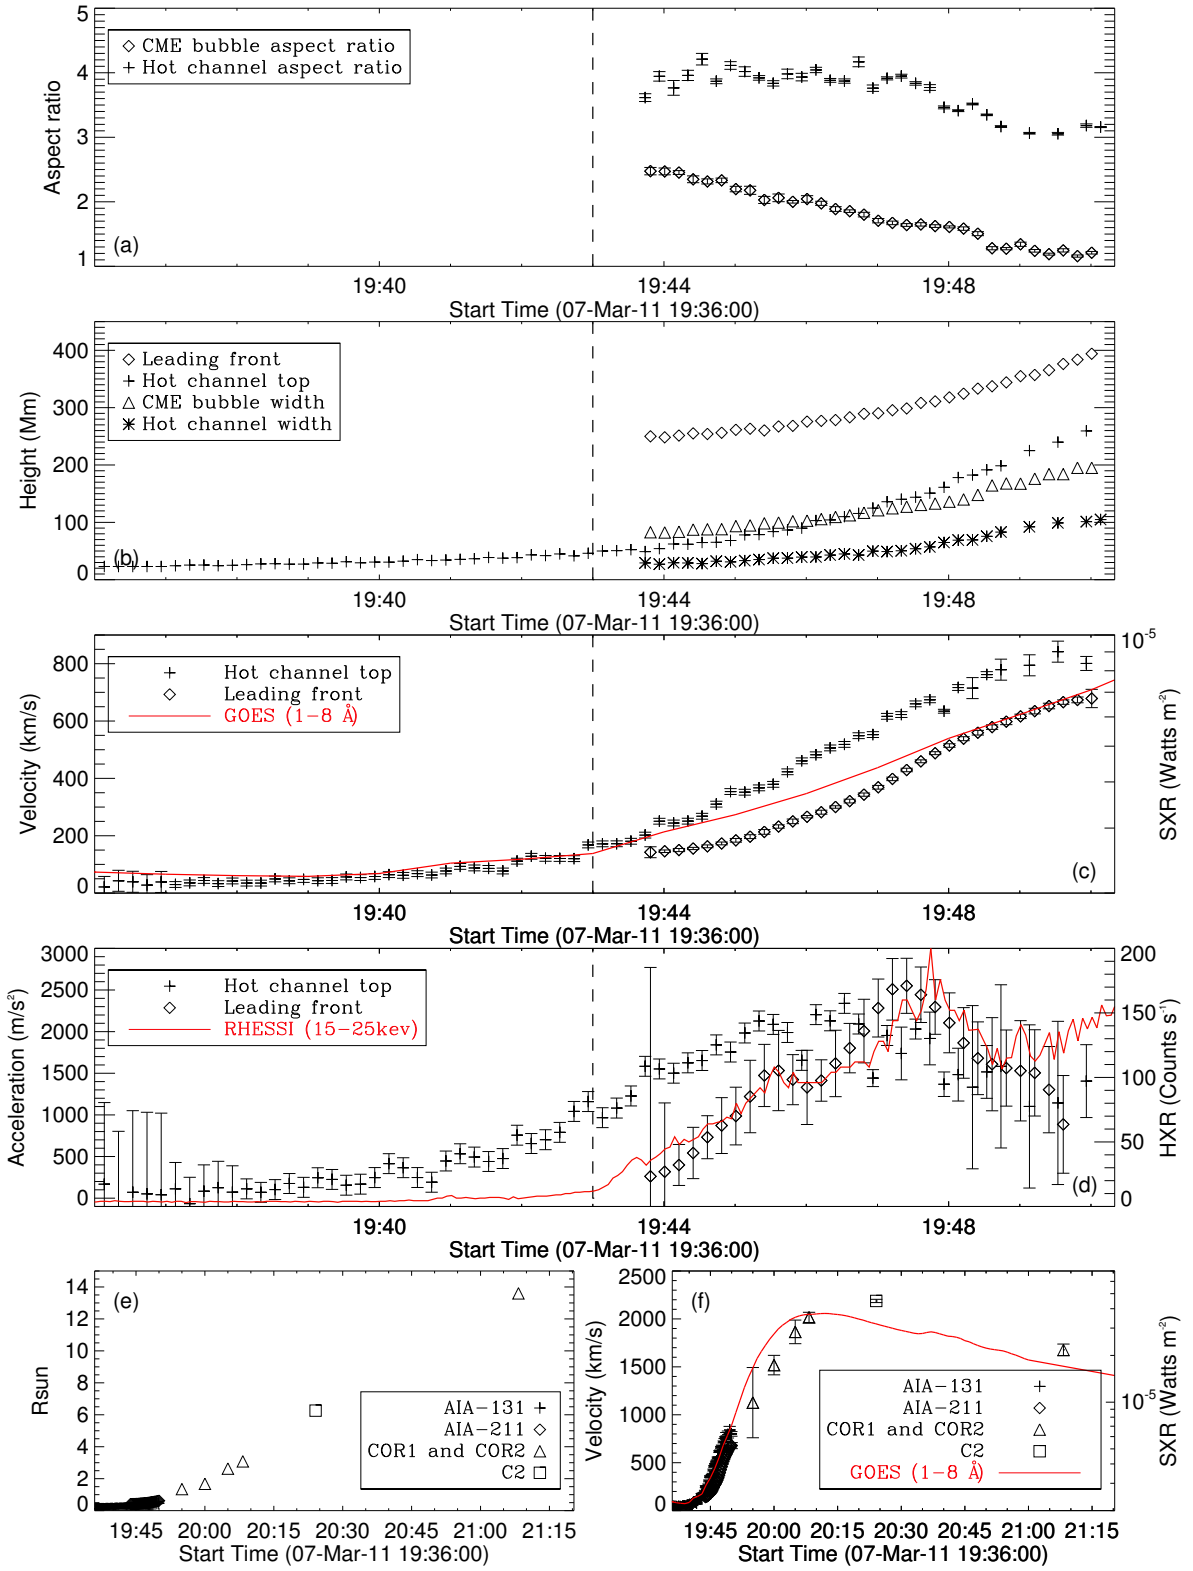 5
4
3
2
1
Aspect ratio
CME bubble aspect ratio
Hot channel aspect ratio
(a)
19:40 19:44 19:48
Start Time (07-Mar-11 19:36:00)
400
300
200
100
0
Height (Mm)
Leading front
Hot channel top
CME bubble width
Hot channel width
(b)
19:40 19:44 19:48
Start Time (07-Mar-11 19:36:00)
800
600
400
200
0
Velocity (km/s)
Hot channel top
Leading front
GOES (1-8 Å)
10⁻⁵
SXR (Watts m⁻²)
(c)
19:40 19:44 19:48
Start Time (07-Mar-11 19:36:00)
3000
2500
2000
1500
1000
500
0
Acceleration (m/s²)
Hot channel top
Leading front
RHESSI (15-25kev)
200
150
100
50
0
HXR (Counts s⁻¹)
(d)
19:40 19:44 19:48
Start Time (07-Mar-11 19:36:00)
14
12
10
8
6
4
2
0
Rsun
(e)
AIA-131
AIA-211
COR1 and COR2
C2
19:45 20:00 20:15 20:30 20:45 21:00 21:15
Start Time (07-Mar-11 19:36:00)
2500
2000
1500
1000
500
0
Velocity (km/s)
(f)
AIA-131
AIA-211
COR1 and COR2
C2
GOES (1-8 Å)
10⁻⁵
SXR (Watts m⁻²)
19:45 20:00 20:15 20:30 20:45 21:00 21:15
Start Time (07-Mar-11 19:36:00)